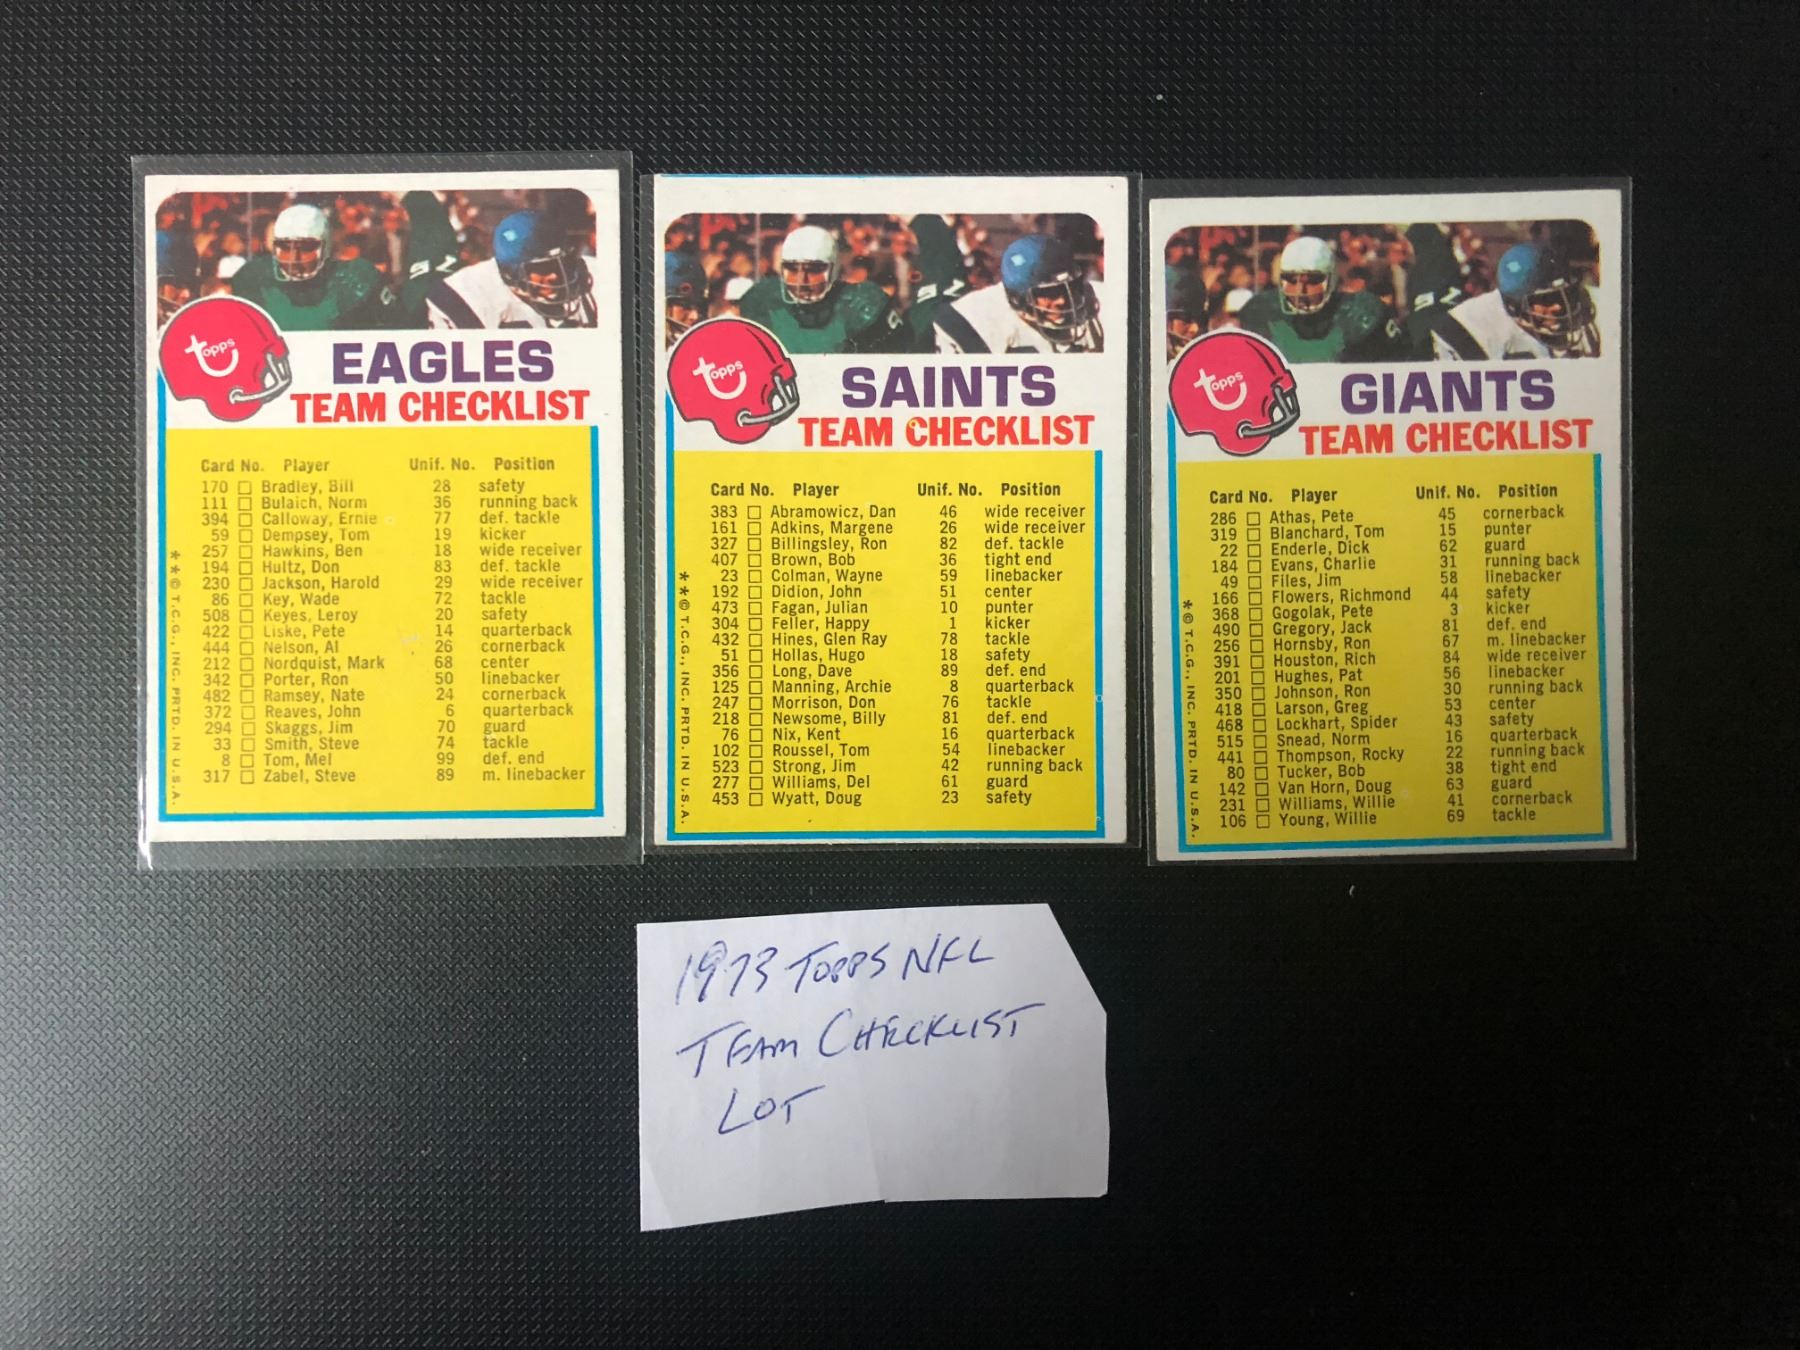 topps
EAGLES
TEAM CHECKLIST
Card No. Player Unif. No. Position
170 Bradley, Bill 28 safety
111 Bulaich, Norm 36 running back
394 Calloway, Ernie 77 def. tackle
59 Dempsey, Tom 19 kicker
257 Hawkins, Ben 18 wide receiver
194 Hultz, Don 83 def. tackle
230 Jackson, Harold 29 wide receiver
86 Key, Wade 72 tackle
508 Keyes, Leroy 20 safety
422 Liske, Pete 14 quarterback
444 Nelson, Al 26 cornerback
212 Nordquist, Mark 68 center
342 Porter, Ron 50 linebacker
482 Ramsey, Nate 24 cornerback
372 Reaves, John 6 quarterback
294 Skaggs, Jim 70 guard
33 Smith, Steve 74 tackle
8 Tom, Mel 99 def. end
317 Zabel, Steve 89 m. linebacker
**© T.C.G., INC. PRTD. IN U.S.A.
topps
SAINTS
TEAM CHECKLIST
Card No. Player Unif. No. Position
383 Abramowicz, Dan 46 wide receiver
161 Adkins, Margene 26 wide receiver
327 Billingsley, Ron 82 def. tackle
407 Brown, Bob 36 tight end
23 Colman, Wayne 59 linebacker
192 Didion, John 51 center
473 Fagan, Julian 10 punter
304 Feller, Happy 1 kicker
432 Hines, Glen Ray 78 tackle
51 Hollas, Hugo 18 safety
356 Long, Dave 89 def. end
125 Manning, Archie 8 quarterback
247 Morrison, Don 76 tackle
218 Newsome, Billy 81 def. end
76 Nix, Kent 16 quarterback
102 Roussel, Tom 54 linebacker
523 Strong, Jim 42 running back
277 Williams, Del 61 guard
453 Wyatt, Doug 23 safety
**© T.C.G., INC. PRTD. IN U.S.A.
topps
GIANTS
TEAM CHECKLIST
Card No. Player Unif. No. Position
286 Athas, Pete 45 cornerback
319 Blanchard, Tom 15 punter
22 Enderle, Dick 62 guard
184 Evans, Charlie 31 running back
49 Files, Jim 58 linebacker
166 Flowers, Richmond 44 safety
368 Gogolak, Pete 3 kicker
490 Gregory, Jack 81 def. end
256 Hornsby, Ron 67 m. linebacker
391 Houston, Rich 84 wide receiver
201 Hughes, Pat 56 linebacker
350 Johnson, Ron 30 running back
418 Larson, Greg 53 center
468 Lockhart, Spider 43 safety
515 Snead, Norm 16 quarterback
441 Thompson, Rocky 22 running back
80 Tucker, Bob 38 tight end
142 Van Horn, Doug 63 guard
231 Williams, Willie 41 cornerback
106 Young, Willie 69 tackle
*© T.C.G., INC. PRTD. IN U.S.A.
1973 TOPPS NFL
TEAM CHECKLIST
LOT